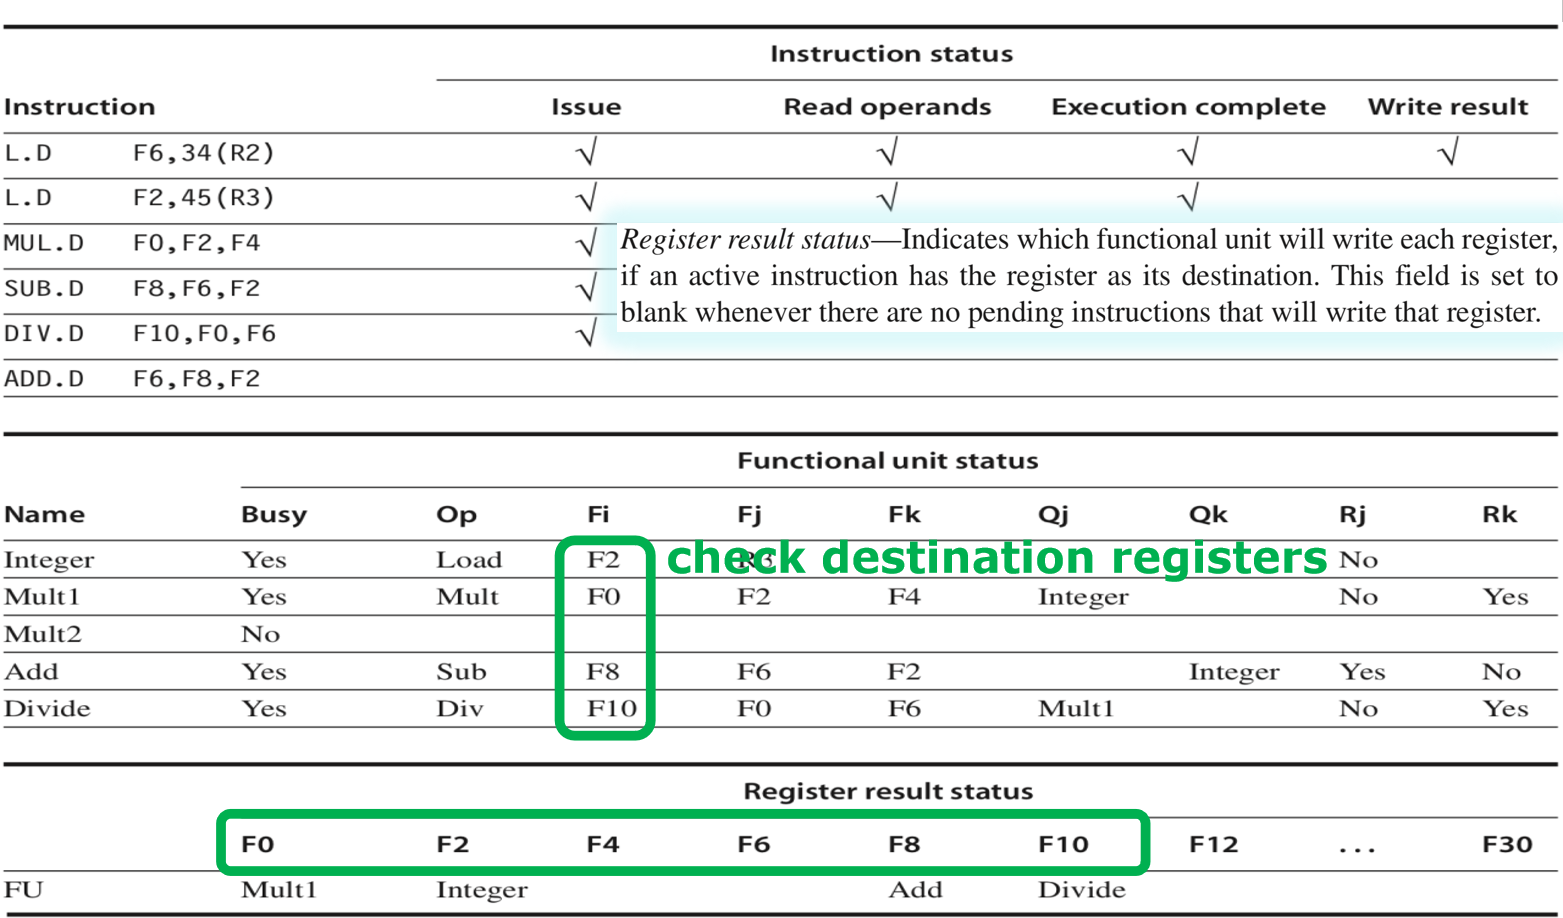 Instruction status
Instruction Issue Read operands Execution complete Write result
L.D F6,34(R2) √ √ √ √
L.D F2,45(R3) √ √ √
MUL.D F0,F2,F4 √
SUB.D F8,F6,F2 √
DIV.D F10,F0,F6 √
ADD.D F6,F8,F2
Register result status—Indicates which functional unit will write each register,
if an active instruction has the register as its destination. This field is set to
blank whenever there are no pending instructions that will write that register.
Functional unit status
Name Busy Op Fi Fj Fk Qj Qk Rj Rk
Integer Yes Load F2 R3 No
check destination registers
Mult1 Yes Mult F0 F2 F4 Integer No Yes
Mult2 No
Add Yes Sub F8 F6 F2 Integer Yes No
Divide Yes Div F10 F0 F6 Mult1 No Yes
Register result status
F0 F2 F4 F6 F8 F10 F12 ... F30
FU Mult1 Integer Add Divide